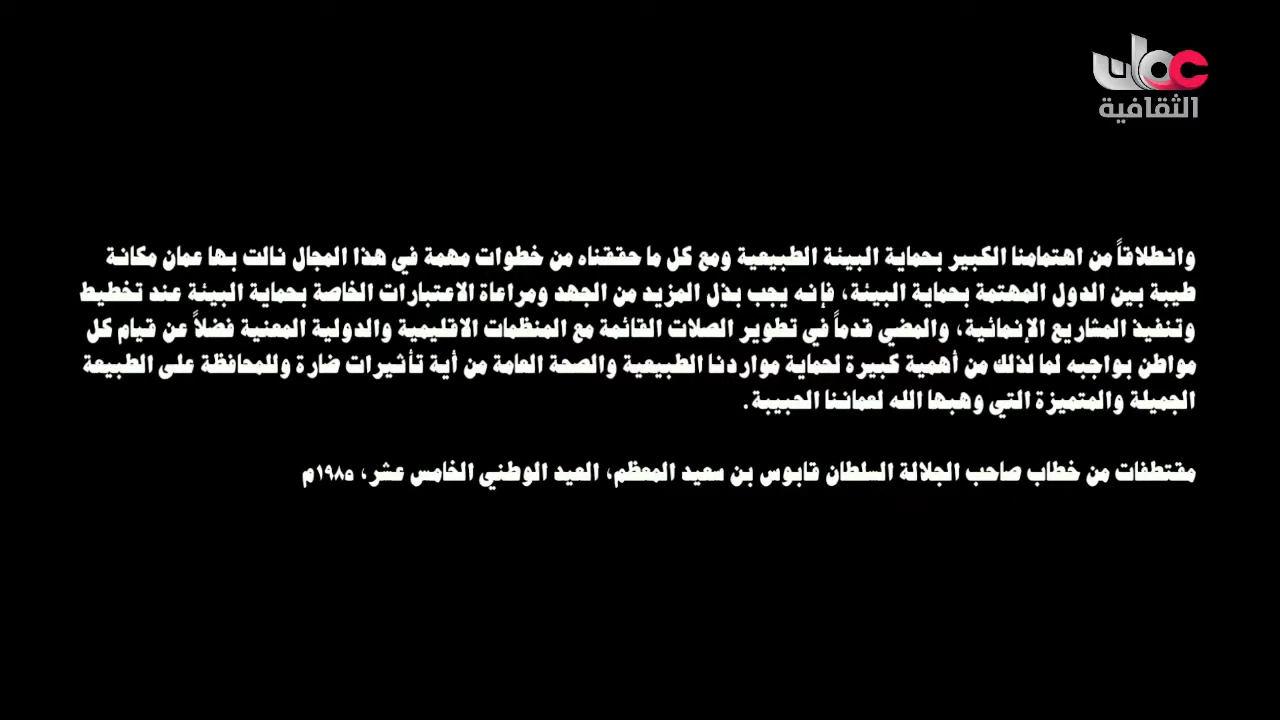 عمان
الثقافية
وانطلاقاً من اهتمامنا الكبير بحماية البيئة الطبيعية ومع كل ما حققناه من خطوات مهمة في هذا المجال نالت بها عمان مكانة
طيبة بين الدول المهتمة بحماية البيئة، فإنه يجب بذل المزيد من الجهد ومراعاة الاعتبارات الخاصة بحماية البيئة عند تخطيط
وتنفيذ المشاريع الإنمائية، والمضي قدماً في تطوير الصلات القائمة مع المنظمات الاقليمية والدولية المعنية فضلاً عن قيام كل
مواطن بواجبه لما لذلك من أهمية كبيرة لحماية مواردنا الطبيعية والصحة العامة من أية تأثيرات ضارة وللمحافظة على الطبيعة
الجميلة والمتميزة التي وهبها الله لعماننا الحبيبة.
مقتطفات من خطاب صاحب الجلالة السلطان قابوس بن سعيد المعظم، العيد الوطني الخامس عشر، ١٩٨٥م